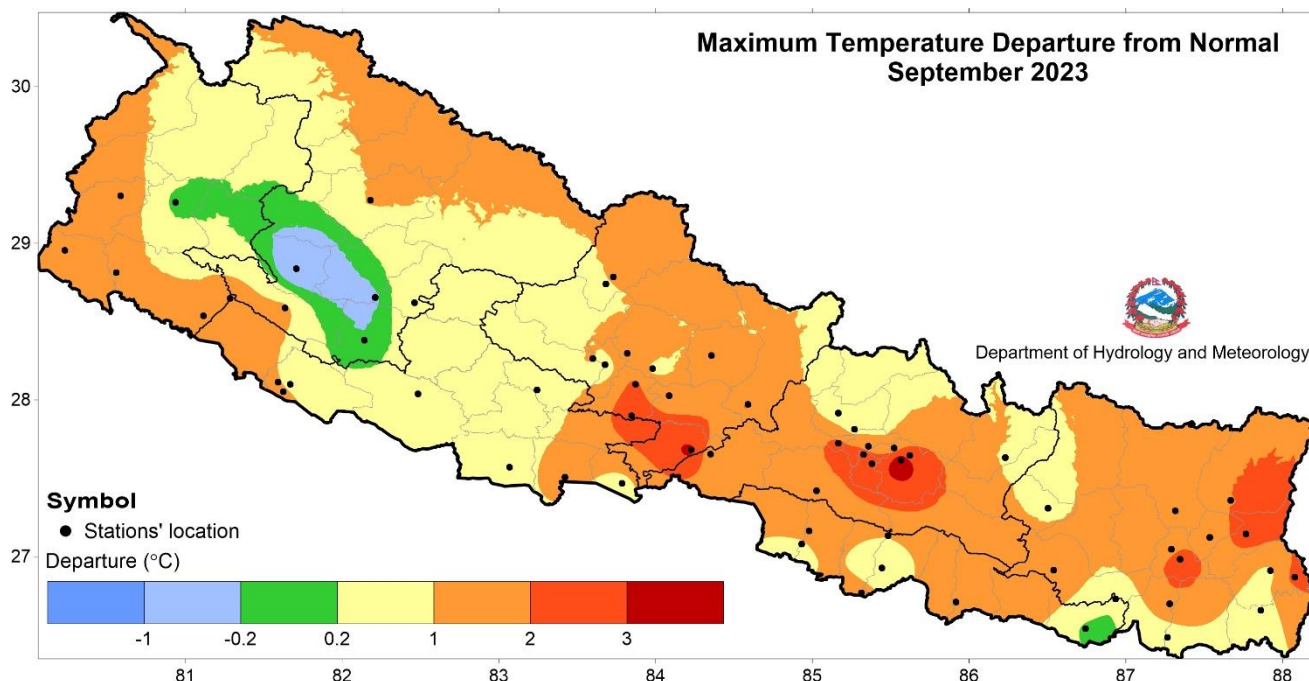 Maximum Temperature Departure from Normal
September 2023
30
29
Department of Hydrology and Meteorology
28
Symbol
Stations' location
27
Departure (°C)
-1 -0.2 0.2 1 2 3
81 82 83 84 85 86 87 88